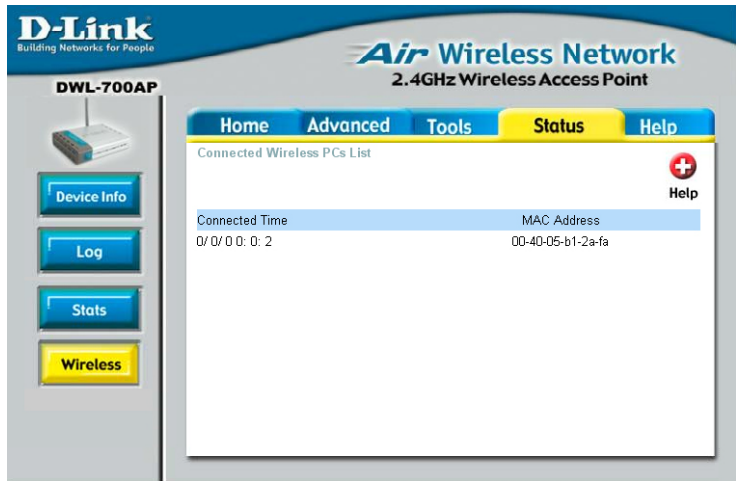 D-Link
Building Networks for People
Air Wireless Network
2.4GHz Wireless Access Point
DWL-700AP
Home Advanced Tools Status Help
Connected Wireless PCs List
Help
Device Info
Log
Stats
Wireless
Connected Time MAC Address
0/ 0/ 0 0: 0: 2 00-40-05-b1-2a-fa